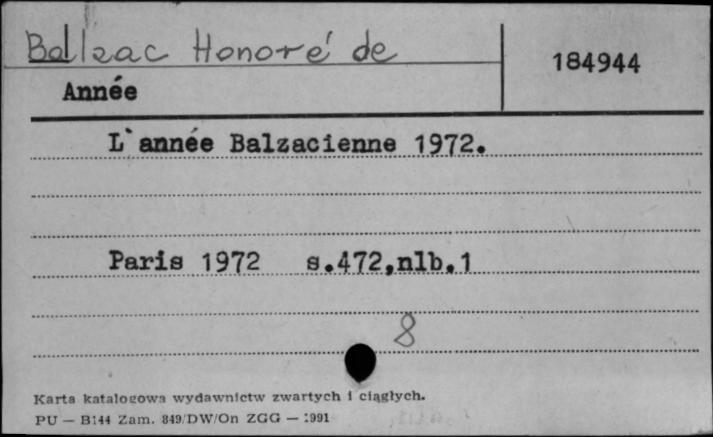 Balzac Honoré de
184944
Année
L`année Balzacienne 1972.
Paris 1972 s.472,nlb.1
8
Karta katalogowa wydawnictw zwartych i ciągłych.
PU — B144 Zam. 849/DW/On ZGG — 1991